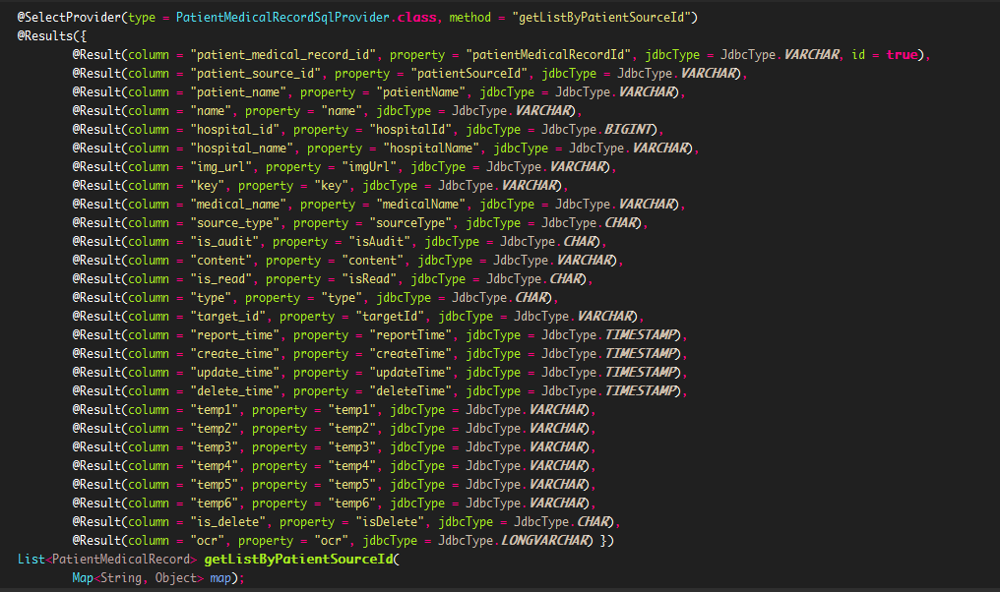 @SelectProvider(type = PatientMedicalRecordSqlProvider.class, method = "getListByPatientSourceId")
@Results({
@Result(column = "patient_medical_record_id", property = "patientMedicalRecordId", jdbcType = JdbcType.VARCHAR, id = true),
@Result(column = "patient_source_id", property = "patientSourceId", jdbcType = JdbcType.VARCHAR),
@Result(column = "patient_name", property = "patientName", jdbcType = JdbcType.VARCHAR),
@Result(column = "name", property = "name", jdbcType = JdbcType.VARCHAR),
@Result(column = "hospital_id", property = "hospitalId", jdbcType = JdbcType.BIGINT),
@Result(column = "hospital_name", property = "hospitalName", jdbcType = JdbcType.VARCHAR),
@Result(column = "img_url", property = "imgUrl", jdbcType = JdbcType.VARCHAR),
@Result(column = "key", property = "key", jdbcType = JdbcType.VARCHAR),
@Result(column = "medical_name", property = "medicalName", jdbcType = JdbcType.VARCHAR),
@Result(column = "source_type", property = "sourceType", jdbcType = JdbcType.CHAR),
@Result(column = "is_audit", property = "isAudit", jdbcType = JdbcType.CHAR),
@Result(column = "content", property = "content", jdbcType = JdbcType.VARCHAR),
@Result(column = "is_read", property = "isRead", jdbcType = JdbcType.CHAR),
@Result(column = "type", property = "type", jdbcType = JdbcType.CHAR),
@Result(column = "target_id", property = "targetId", jdbcType = JdbcType.VARCHAR),
@Result(column = "report_time", property = "reportTime", jdbcType = JdbcType.TIMESTAMP),
@Result(column = "create_time", property = "createTime", jdbcType = JdbcType.TIMESTAMP),
@Result(column = "update_time", property = "updateTime", jdbcType = JdbcType.TIMESTAMP),
@Result(column = "delete_time", property = "deleteTime", jdbcType = JdbcType.TIMESTAMP),
@Result(column = "temp1", property = "temp1", jdbcType = JdbcType.VARCHAR),
@Result(column = "temp2", property = "temp2", jdbcType = JdbcType.VARCHAR),
@Result(column = "temp3", property = "temp3", jdbcType = JdbcType.VARCHAR),
@Result(column = "temp4", property = "temp4", jdbcType = JdbcType.VARCHAR),
@Result(column = "temp5", property = "temp5", jdbcType = JdbcType.VARCHAR),
@Result(column = "temp6", property = "temp6", jdbcType = JdbcType.VARCHAR),
@Result(column = "is_delete", property = "isDelete", jdbcType = JdbcType.CHAR),
@Result(column = "ocr", property = "ocr", jdbcType = JdbcType.LONGVARCHAR) })
List<PatientMedicalRecord> getListByPatientSourceId(
Map<String, Object> map);